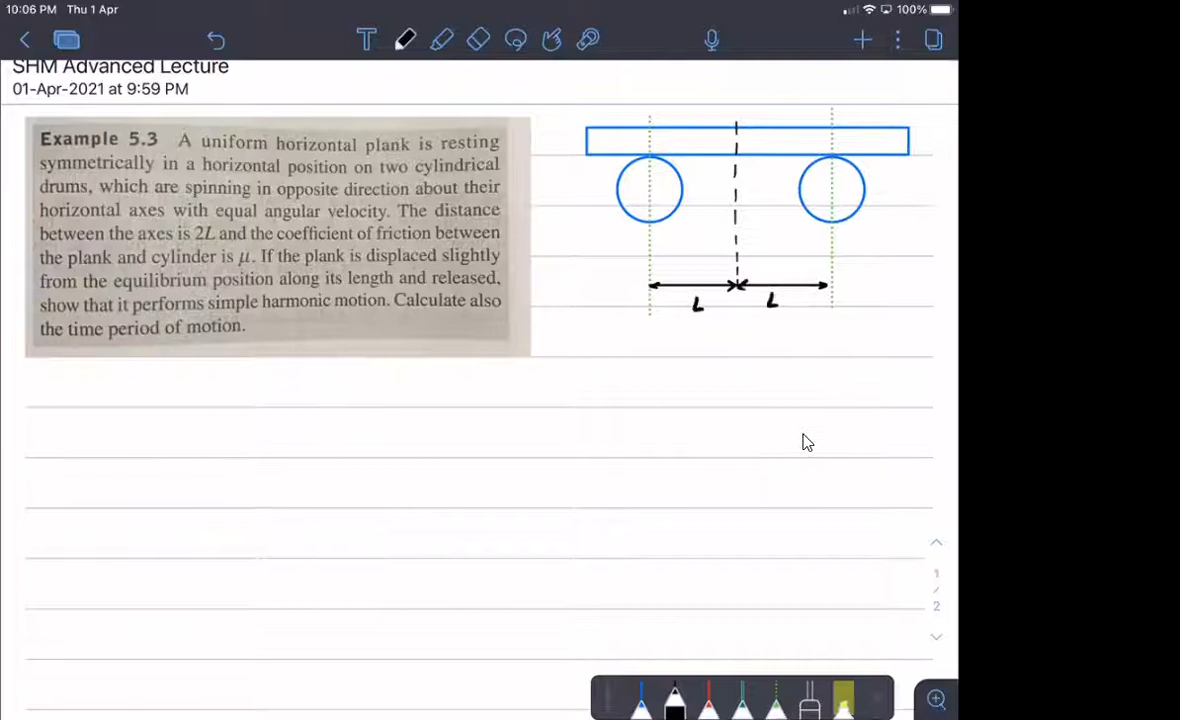 10:06 PM Thu 1 Apr
100%
T
SHM Advanced Lecture
01-Apr-2021 at 9:59 PM
Example 5.3 A uniform horizontal plank is resting
symmetrically in a horizontal position on two cylindrical
drums, which are spinning in opposite direction about their
horizontal axes with equal angular velocity. The distance
between the axes is 2L and the coefficient of friction between
the plank and cylinder is μ. If the plank is displaced slightly
from the equilibrium position along its length and released,
show that it performs simple harmonic motion. Calculate also
the time period of motion.
L L
1
/
2